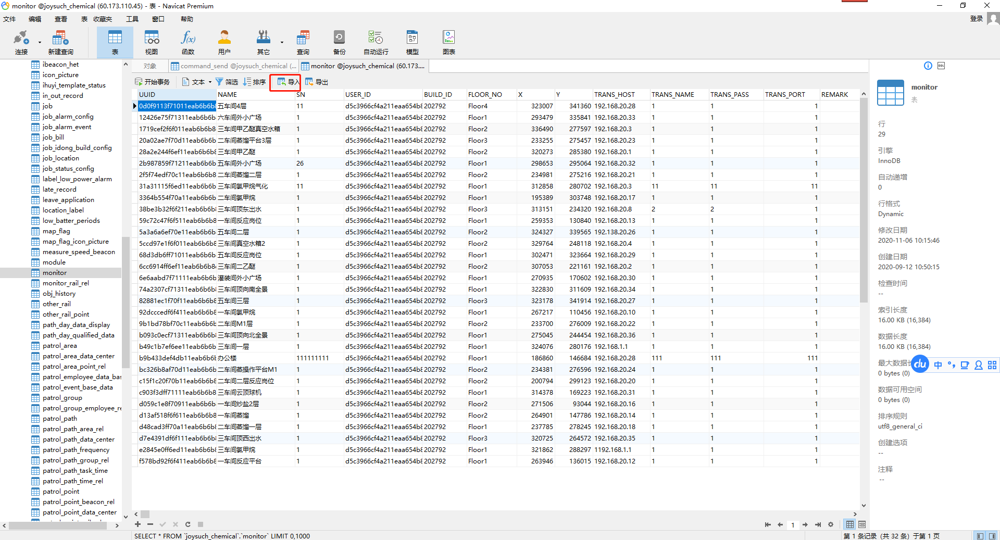 monitor @joysuch_chemical (60.173.110.45) - 表 - Navicat Premium
文件 编辑 查看 表 收藏夹 工具 窗口 帮助 登录
连接 新建查询 表 视图 函数 用户 其它 查询 备份 自动运行 模型 图表
对象 command_send @joysuch_chemical (... monitor @joysuch_chemical (60.173....
开始事务 文本 筛选 排序 导入 导出
ibeacon_het
icon_picture
ihuyi_template_status
in_out_record
job
job_alarm_config
job_alarm_event
job_bill
job_idong_build_config
job_location
job_status_config
label_low_power_alarm
late_record
leave_application
location_label
low_batter_periods
map_flag
map_flag_icon_picture
measure_speed_beacon
module
monitor
monitor_rail_rel
obj_history
other_rail
other_rail_point
path_day_data_display
path_day_qualified_data
patrol_area
patrol_area_data_center
patrol_area_point_rel
patrol_employee_data_bas
patrol_event_base_data
patrol_group
patrol_group_employee_re
patrol_path
patrol_path_area_rel
patrol_path_data_center
patrol_path_frequency
patrol_path_group_rel
patrol_path_task_time
patrol_path_time_rel
patrol_point
patrol_point_beacon_rel
patrol_point_data_center
UUID NAME SN USER_ID BUILD_ID FLOOR_NO X Y TRANS_HOST TRANS_NAME TRANS_PASS TRANS_PORT REMARK
0d0f9113f71011eab6b6b8 五车间4层 11 d5c3966cf4a211eaa654b8 202792 Floor4 323007 341360 192.168.20.28 1 1 1
12426e75f71311eab6b6b8 六车间外小广场 1 d5c3966cf4a211eaa654b8 202792 Floor1 293479 335841 192.168.20.33 1 1 1
1719cef2f6f011eab6b6b8 三车间甲乙醚真空水箱 1 d5c3966cf4a211eaa654b8 202792 Floor2 336490 277597 192.168.20.3 1 1 1
20a02ae7f70d11eab6b6b 二车间蒸馏平台3层 1 d5c3966cf4a211eaa654b8 202792 Floor3 233255 275457 192.168.20.23 1 1 1
28a2e244f6ef11eab6b6b8 三车间甲乙醚 1 d5c3966cf4a211eaa654b8 202792 Floor2 320273 285380 192.168.20.1 1 1 1
2b987859f71211eab6b6b 五车间外小广场 26 d5c3966cf4a211eaa654b8 202792 Floor1 298653 295064 192.168.20.32 1 1 1
2f5f74edf70c11eab6b6b8 二车间蒸馏二层 1 d5c3966cf4a211eaa654b8 202792 Floor2 234981 275216 192.168.20.21 1 1 1
31a31115f6ed11eab6b6b 三车间氯甲烷气化 11 d5c3966cf4a211eaa654b8 202792 Floor1 312858 280702 192.168.20.3 11 11 11
3364b554f70a11eab6b6b 二车间氯甲烷 1 d5c3966cf4a211eaa654b8 202792 Floor1 195389 303748 192.168.20.17 1 1 1
38be3b32f6f211eab6b6b 三车间顶东出水 1 d5c3966cf4a211eaa654b8 202792 Floor3 313151 234320 192.168.20.8 2 2 1
59c72c47f6f511eab6b6b8 一车间反应岗位 1 d5c3966cf4a211eaa654b8 202792 Floor1 259353 130840 192.168.20.13 1 1 1
5a3a6a6ef70e11eab6b6b 五车间二层 1 d5c3966cf4a211eaa654b8 202792 Floor2 324327 339565 192.138.20.26 1 1 1
5ccd97e1f6f011eab6b6b8 三车间真空水箱2 1 d5c3966cf4a211eaa654b8 202792 Floor2 329764 248118 192.168.20.4 1 1 1
68d3db6ff71011eab6b6b8 五车间反应岗位 1 d5c3966cf4a211eaa654b8 202792 Floor1 302471 323664 192.168.20.29 1 1 1
6cc6914ff6ef11eab6b6b8 三车间二乙醚 1 d5c3966cf4a211eaa654b8 202792 Floor2 307053 221161 192.168.20.2 1 1 1
6e6aabd7f71111eab6b6b 灌装间外小广场 1 d5c3966cf4a211eaa654b8 202792 Floor1 270935 170602 192.168.20.30 1 1 1
74a2307cf71311eab6b6b8 三车间顶向南全景 1 d5c3966cf4a211eaa654b8 202792 Floor1 322830 311609 192.168.20.34 1 1 1
82881ec1f70f11eab6b6b8 五车间三层 1 d5c3966cf4a211eaa654b8 202792 Floor3 323178 341914 192.168.20.27 1 1 1
92dcccedf6f411eab6b6b8 一车间氯甲烷 1 d5c3966cf4a211eaa654b8 202792 Floor1 267217 110456 192.168.20.10 1 1 1
9b1bd78bf70c11eab6b6b 二车间M1层 1 d5c3966cf4a211eaa654b8 202792 Floor2 233700 276009 192.168.20.22 1 1 1
b093c0ecf71311eab6b6b8 三车间顶向北全景 1 d5c3966cf4a211eaa654b8 202792 Floor1 275045 244454 192.168.20.36 1 1 1
b49c1b7ef6ee11eab6b6b 三车间一层 1 d5c3966cf4a211eaa654b8 202792 Floor1 324076 280176 192.168.1.1 1 1 1
b9b433def4db11eab6b6b 办公楼 111111111 d5c3966cf4a211eaa654b8 202792 Floor1 186860 146684 192.168.20.28 111 111 111
bc326b8af70d11eab6b6b 二车间蒸操作平台M1 1 d5c3966cf4a211eaa654b8 202792 Floor2 234381 276596 192.168.20.24 1 1 1
c15f1c20f70b11eab6b6b8 二车间二层反应岗位 1 d5c3966cf4a211eaa654b8 202792 Floor2 200794 299123 192.168.20.20 1 1 1
c903f3dff71111eab6b6b8 三车间云顶球机 1 d5c3966cf4a211eaa654b8 202792 Floor1 314378 169223 192.168.20.31 1 1 1
d059c1e8f70911eab6b6b 一车间炒盐2层 1 d5c3966cf4a211eaa654b8 202792 Floor2 271506 93044 192.168.20.16 1 1 1
d13af518f6f611eab6b6b8 一车间蒸馏 1 d5c3966cf4a211eaa654b8 202792 Floor2 264901 147786 192.168.20.14 1 1 1
d48cad3ff70a11eab6b6b8 二车间蒸馏一层 1 d5c3966cf4a211eaa654b8 202792 Floor1 237785 278245 192.168.20.18 1 1 1
d7e4391df6f111eab6b6b8 三车间顶西出水 1 d5c3966cf4a211eaa654b8 202792 Floor3 320725 264572 192.168.20.35 1 1 1
e2845e0ff6ed11eab6b6b8 三车间氯甲烷 1 d5c3966cf4a211eaa654b8 202792 Floor1 321862 288297 1192.168.1.1 1 1 1
f578bd92f6f411eab6b6b8 一车间反应平台 1 d5c3966cf4a211eaa654b8 202792 Floor1 263946 136015 192.168.20.12 1 1 1
monitor
表
行
29
引擎
InnoDB
自动递增
0
行格式
Dynamic
修改日期
2020-11-06 10:15:46
创建日期
2020-09-12 10:50:15
检查时间
--
索引长度
16.00 KB (16,384)
数据长度
16.00 KB (16,384)
最大数据长
0 bytes (0)
数据可用空间
0 bytes (0)
排序规则
utf8_general_ci
创建选项
--
注释
--
du 中
1
SELECT * FROM `joysuch_chemical`.`monitor` LIMIT 0,1000
第 1 条记录 (共 32 条) 于第 1 页